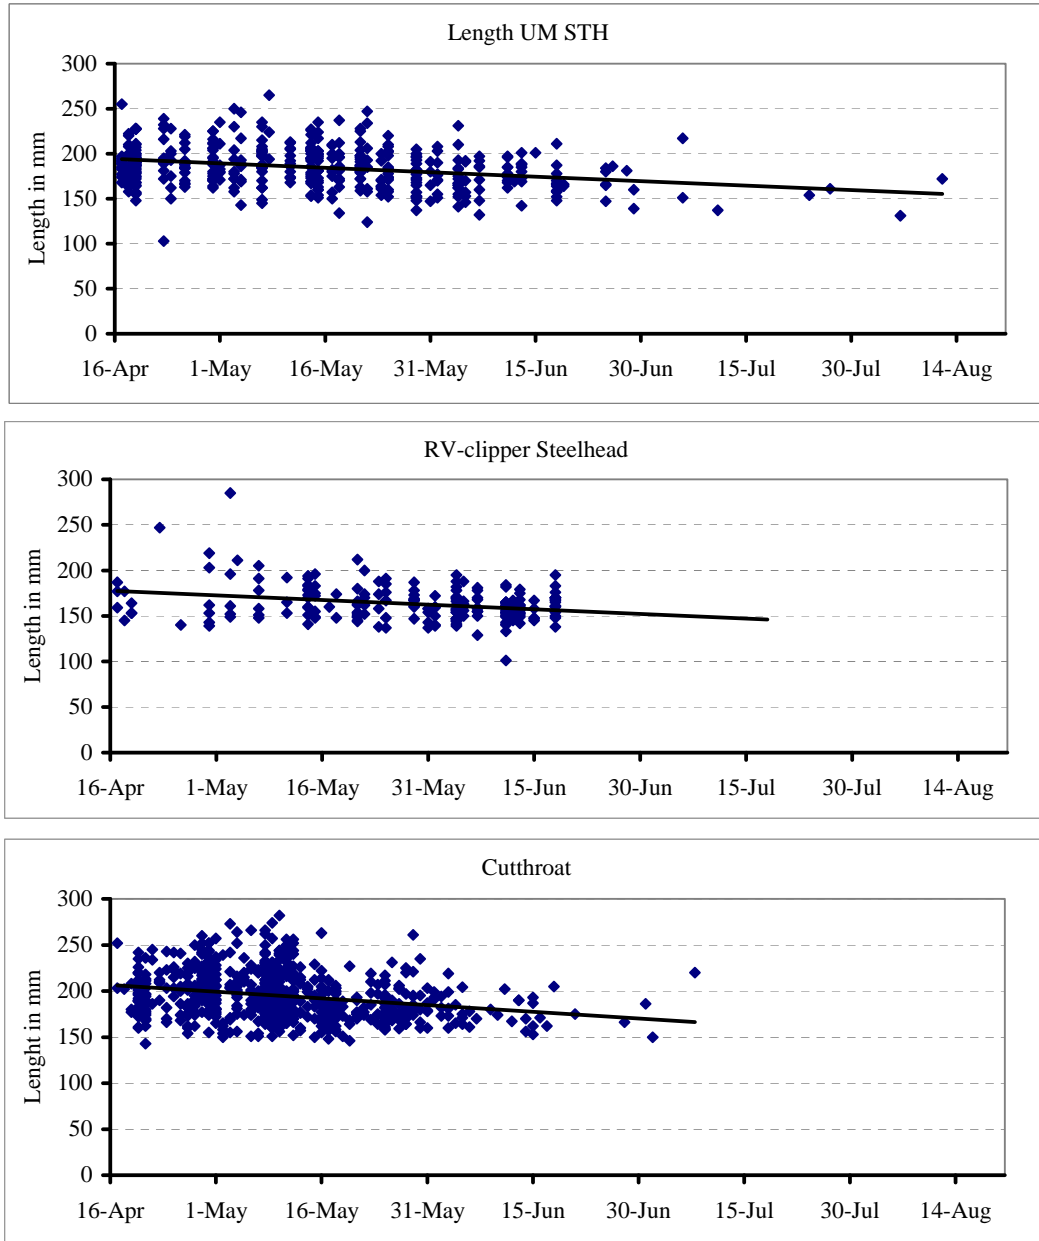 Length UM STH
300
250
200
150
100
50
0
Length in mm
16-Apr 1-May 16-May 31-May 15-Jun 30-Jun 15-Jul 30-Jul 14-Aug
RV-clipper Steelhead
300
250
200
150
100
50
0
Length in mm
16-Apr 1-May 16-May 31-May 15-Jun 30-Jun 15-Jul 30-Jul 14-Aug
Cutthroat
300
250
200
150
100
50
0
Lenght in mm
16-Apr 1-May 16-May 31-May 15-Jun 30-Jun 15-Jul 30-Jul 14-Aug